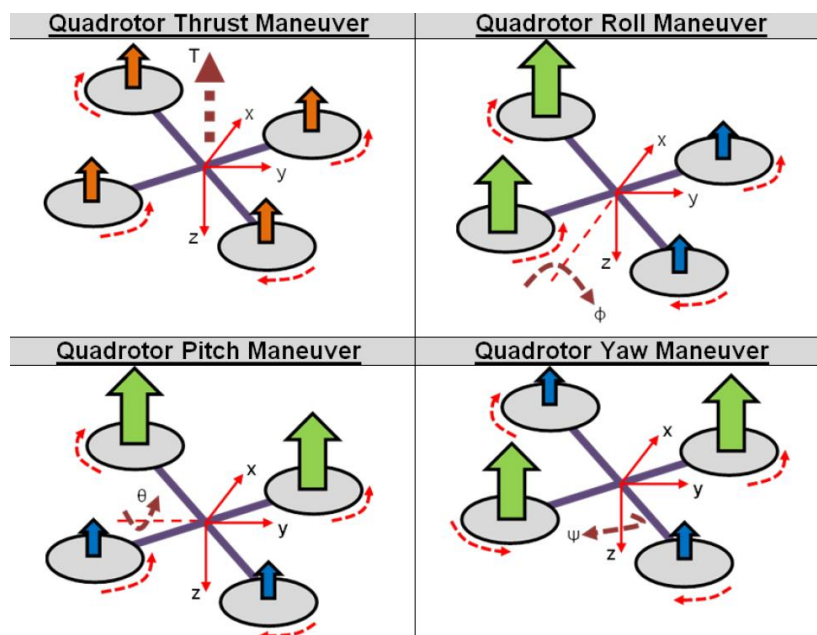 Quadrotor Thrust Maneuver
T
x
y
z
Quadrotor Roll Maneuver
x
y
z
ϕ
Quadrotor Pitch Maneuver
θ
x
y
z
Quadrotor Yaw Maneuver
x
y
ψ
z